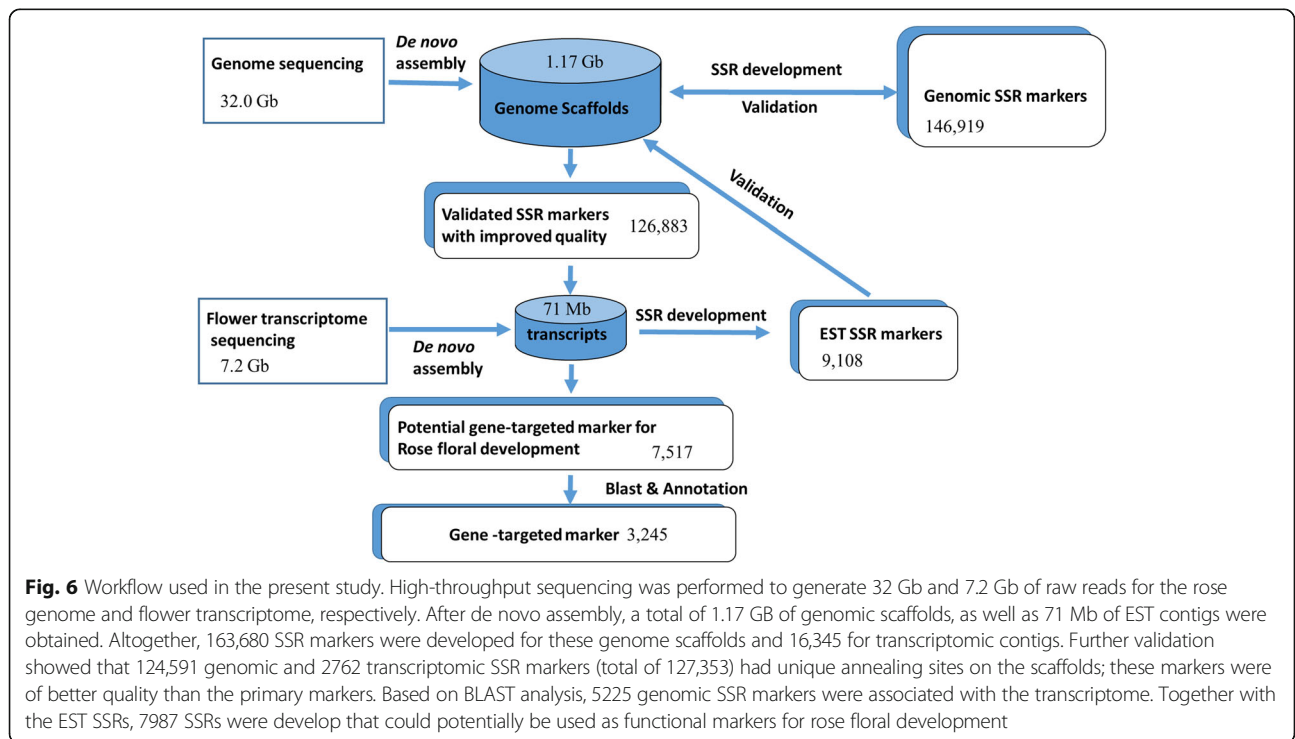 Genome sequencing
32.0 Gb
De novo
assembly
1.17 Gb
Genome Scaffolds
SSR development
Validation
Genomic SSR markers
146,919
Validation
Validated SSR markers
with improved quality
126,883
Flower transcriptome
sequencing
7.2 Gb
De novo
assembly
71 Mb
transcripts
SSR development
EST SSR markers
9,108
Potential gene-targeted marker for
Rose floral development
7,517
Blast & Annotation
Gene -targeted marker 3,245
Fig. 6 Workflow used in the present study. High-throughput sequencing was performed to generate 32 Gb and 7.2 Gb of raw reads for the rose
genome and flower transcriptome, respectively. After de novo assembly, a total of 1.17 GB of genomic scaffolds, as well as 71 Mb of EST contigs were
obtained. Altogether, 163,680 SSR markers were developed for these genome scaffolds and 16,345 for transcriptomic contigs. Further validation
showed that 124,591 genomic and 2762 transcriptomic SSR markers (total of 127,353) had unique annealing sites on the scaffolds; these markers were
of better quality than the primary markers. Based on BLAST analysis, 5225 genomic SSR markers were associated with the transcriptome. Together with
the EST SSRs, 7987 SSRs were develop that could potentially be used as functional markers for rose floral development